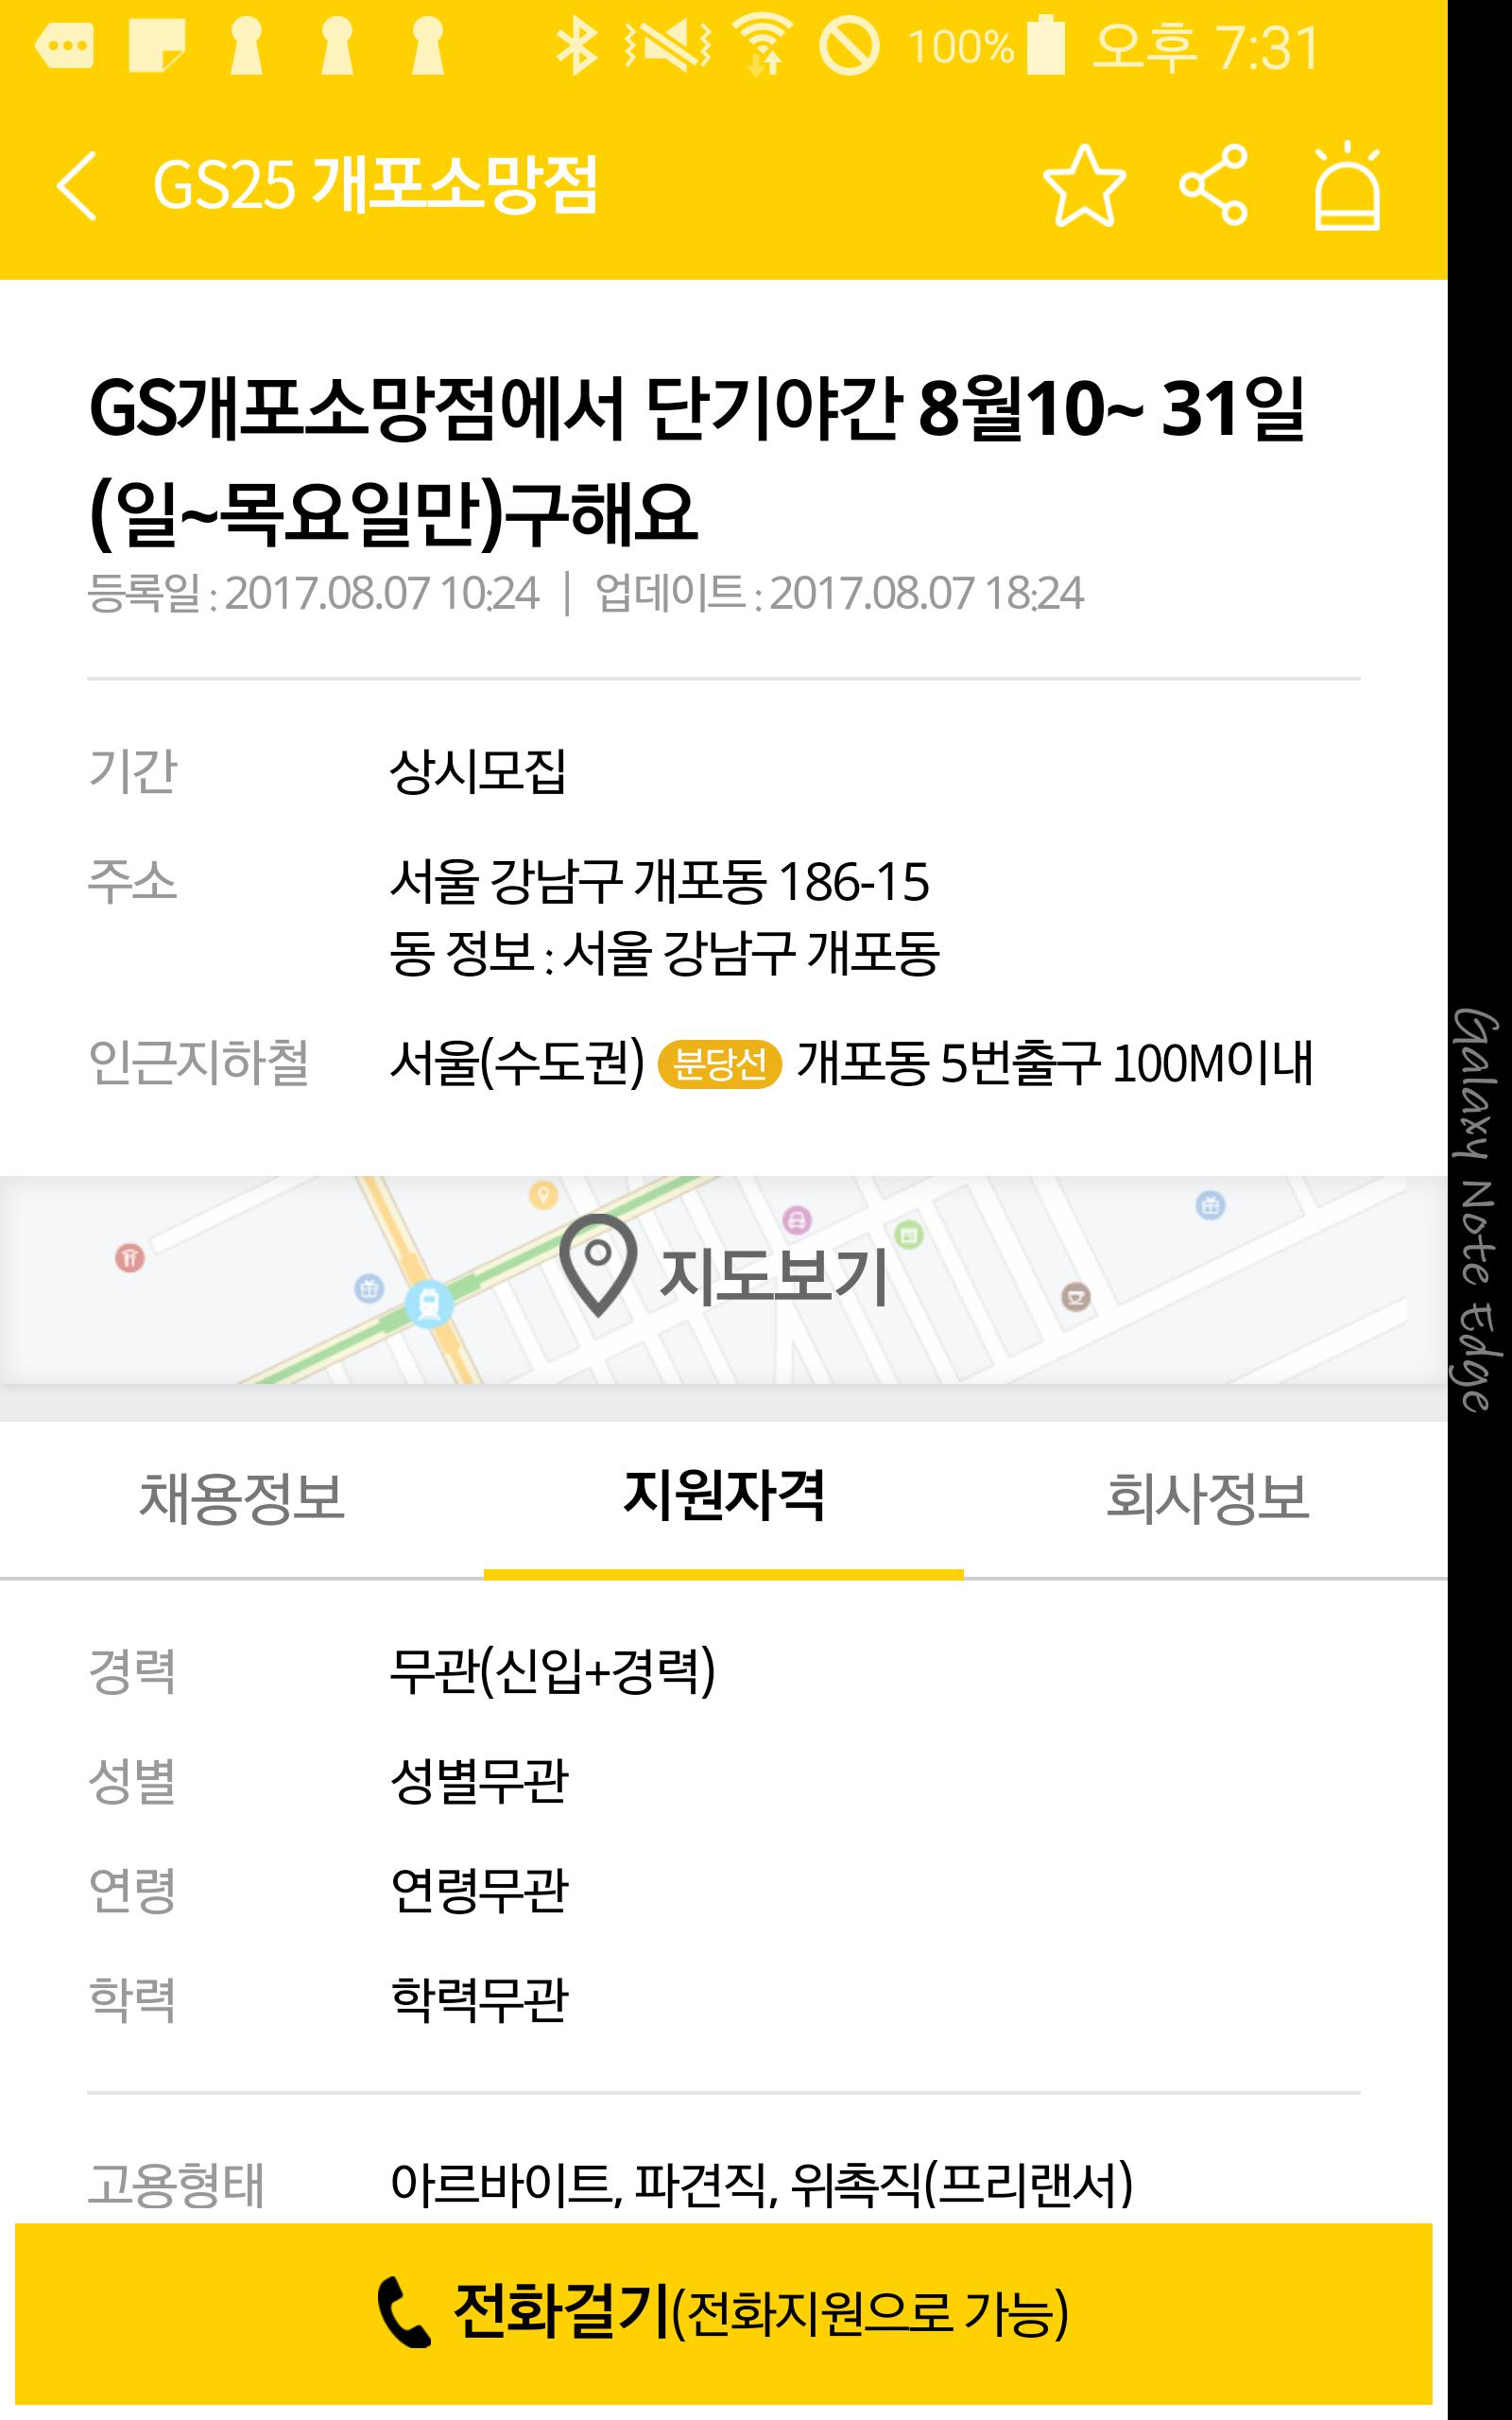 100% 오후 7:31
GS25 개포소망점
GS개포소망점에서 단기야간 8월10~ 31일
(일~목요일만)구해요
등록일 : 2017.08.07 10:24 | 업데이트 : 2017.08.07 18:24
기간 상시모집
주소 서울 강남구 개포동 186-15
동 정보 : 서울 강남구 개포동
인근지하철 서울(수도권) 분당선 개포동 5번출구 100M이내
지도보기
채용정보 지원자격 회사정보
경력 무관(신입+경력)
성별 성별무관
연령 연령무관
학력 학력무관
고용형태 아르바이트, 파견직, 위촉직(프리랜서)
전화걸기(전화지원으로 가능)
Galaxy Note Edge